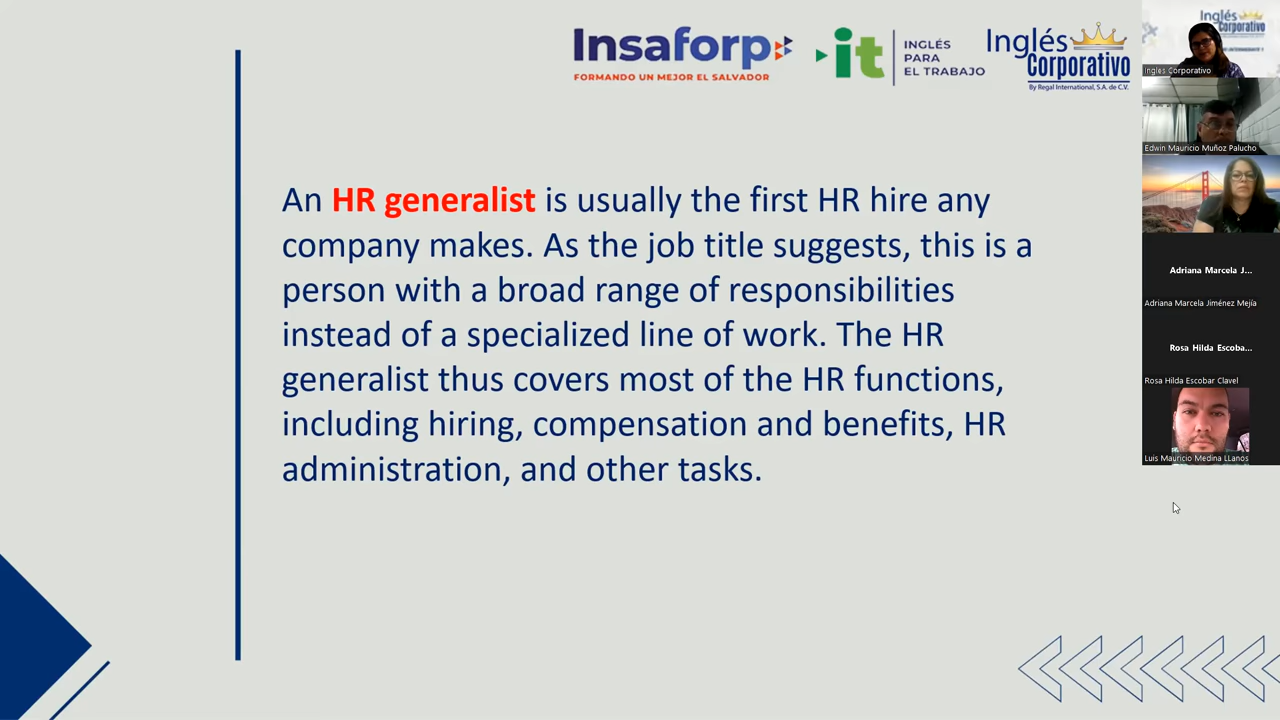 Insaforp
FORMANDO UN MEJOR EL SALVADOR
it
INGLÉS
PARA
EL TRABAJO
Inglés
Corporativo
By Regal International, S.A. de C.V.
An HR generalist is usually the first HR hire any
company makes. As the job title suggests, this is a
person with a broad range of responsibilities
instead of a specialized line of work. The HR
generalist thus covers most of the HR functions,
including hiring, compensation and benefits, HR
administration, and other tasks.
Inglés
Corporativo
Inglés Corporativo
Edwin Mauricio Muñoz Palucho
Adriana Marcela J...
Adriana Marcela Jiménez Mejía
Rosa Hilda Escoba...
Rosa Hilda Escobar Clavel
Luis Mauricio Medina LLanos